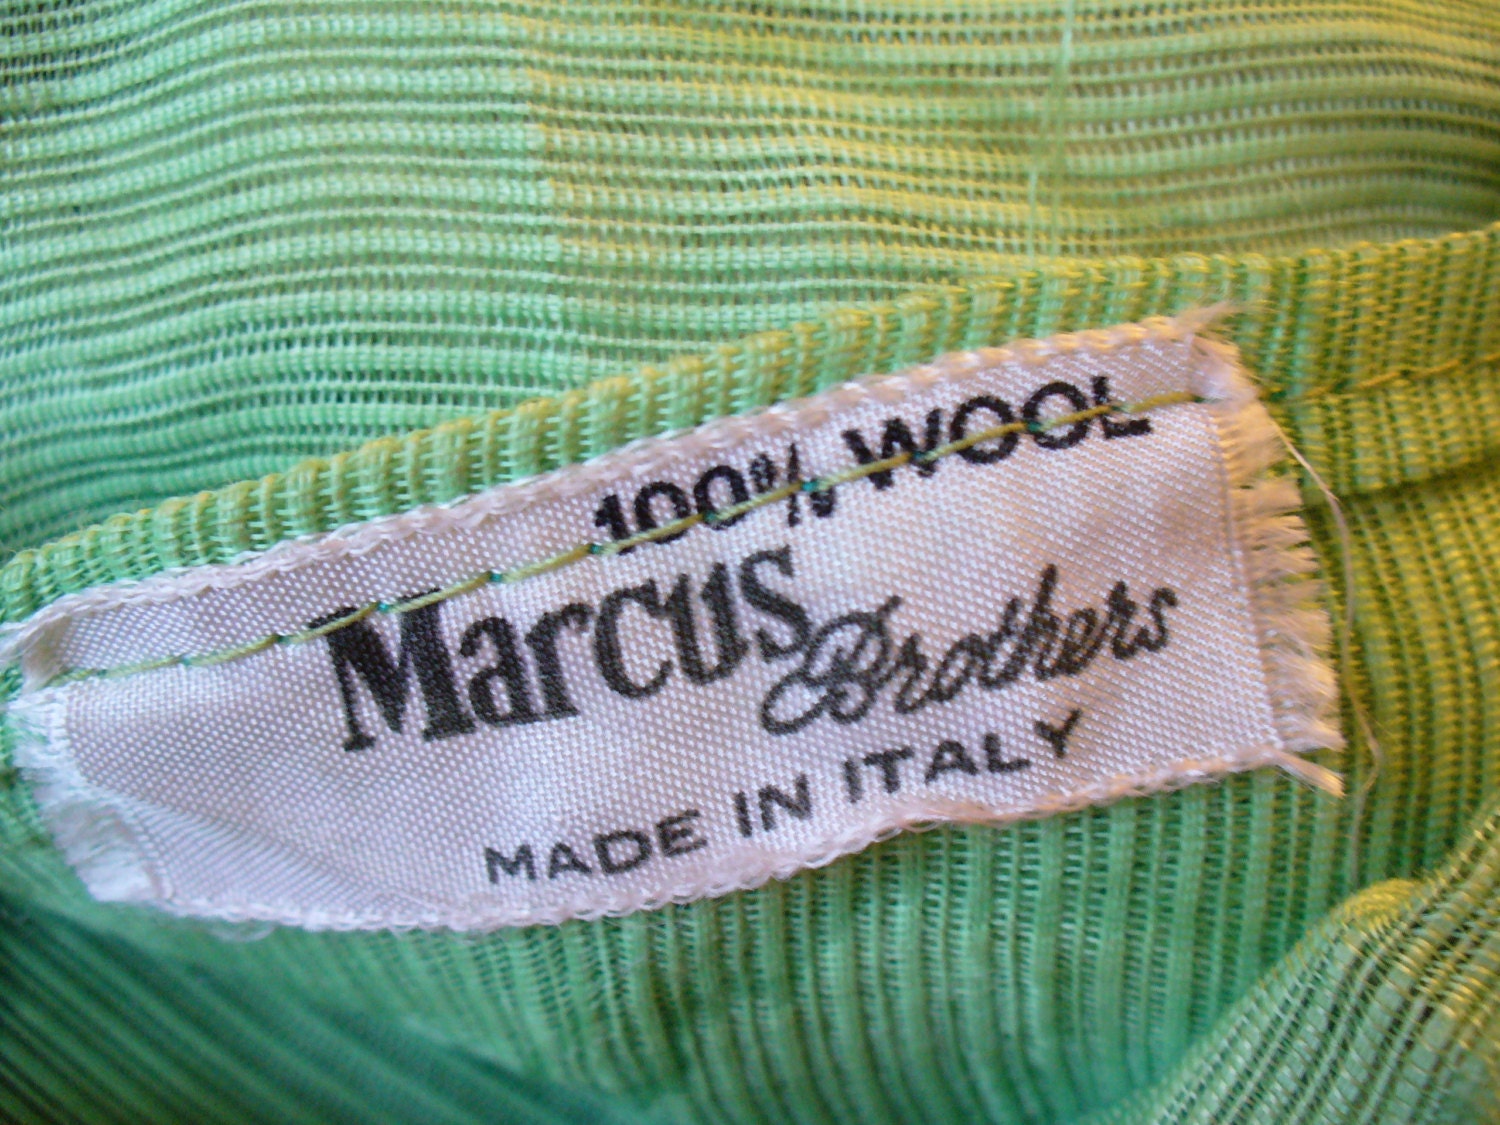 100% WOOL
Marcus Brothers
MADE IN ITALY